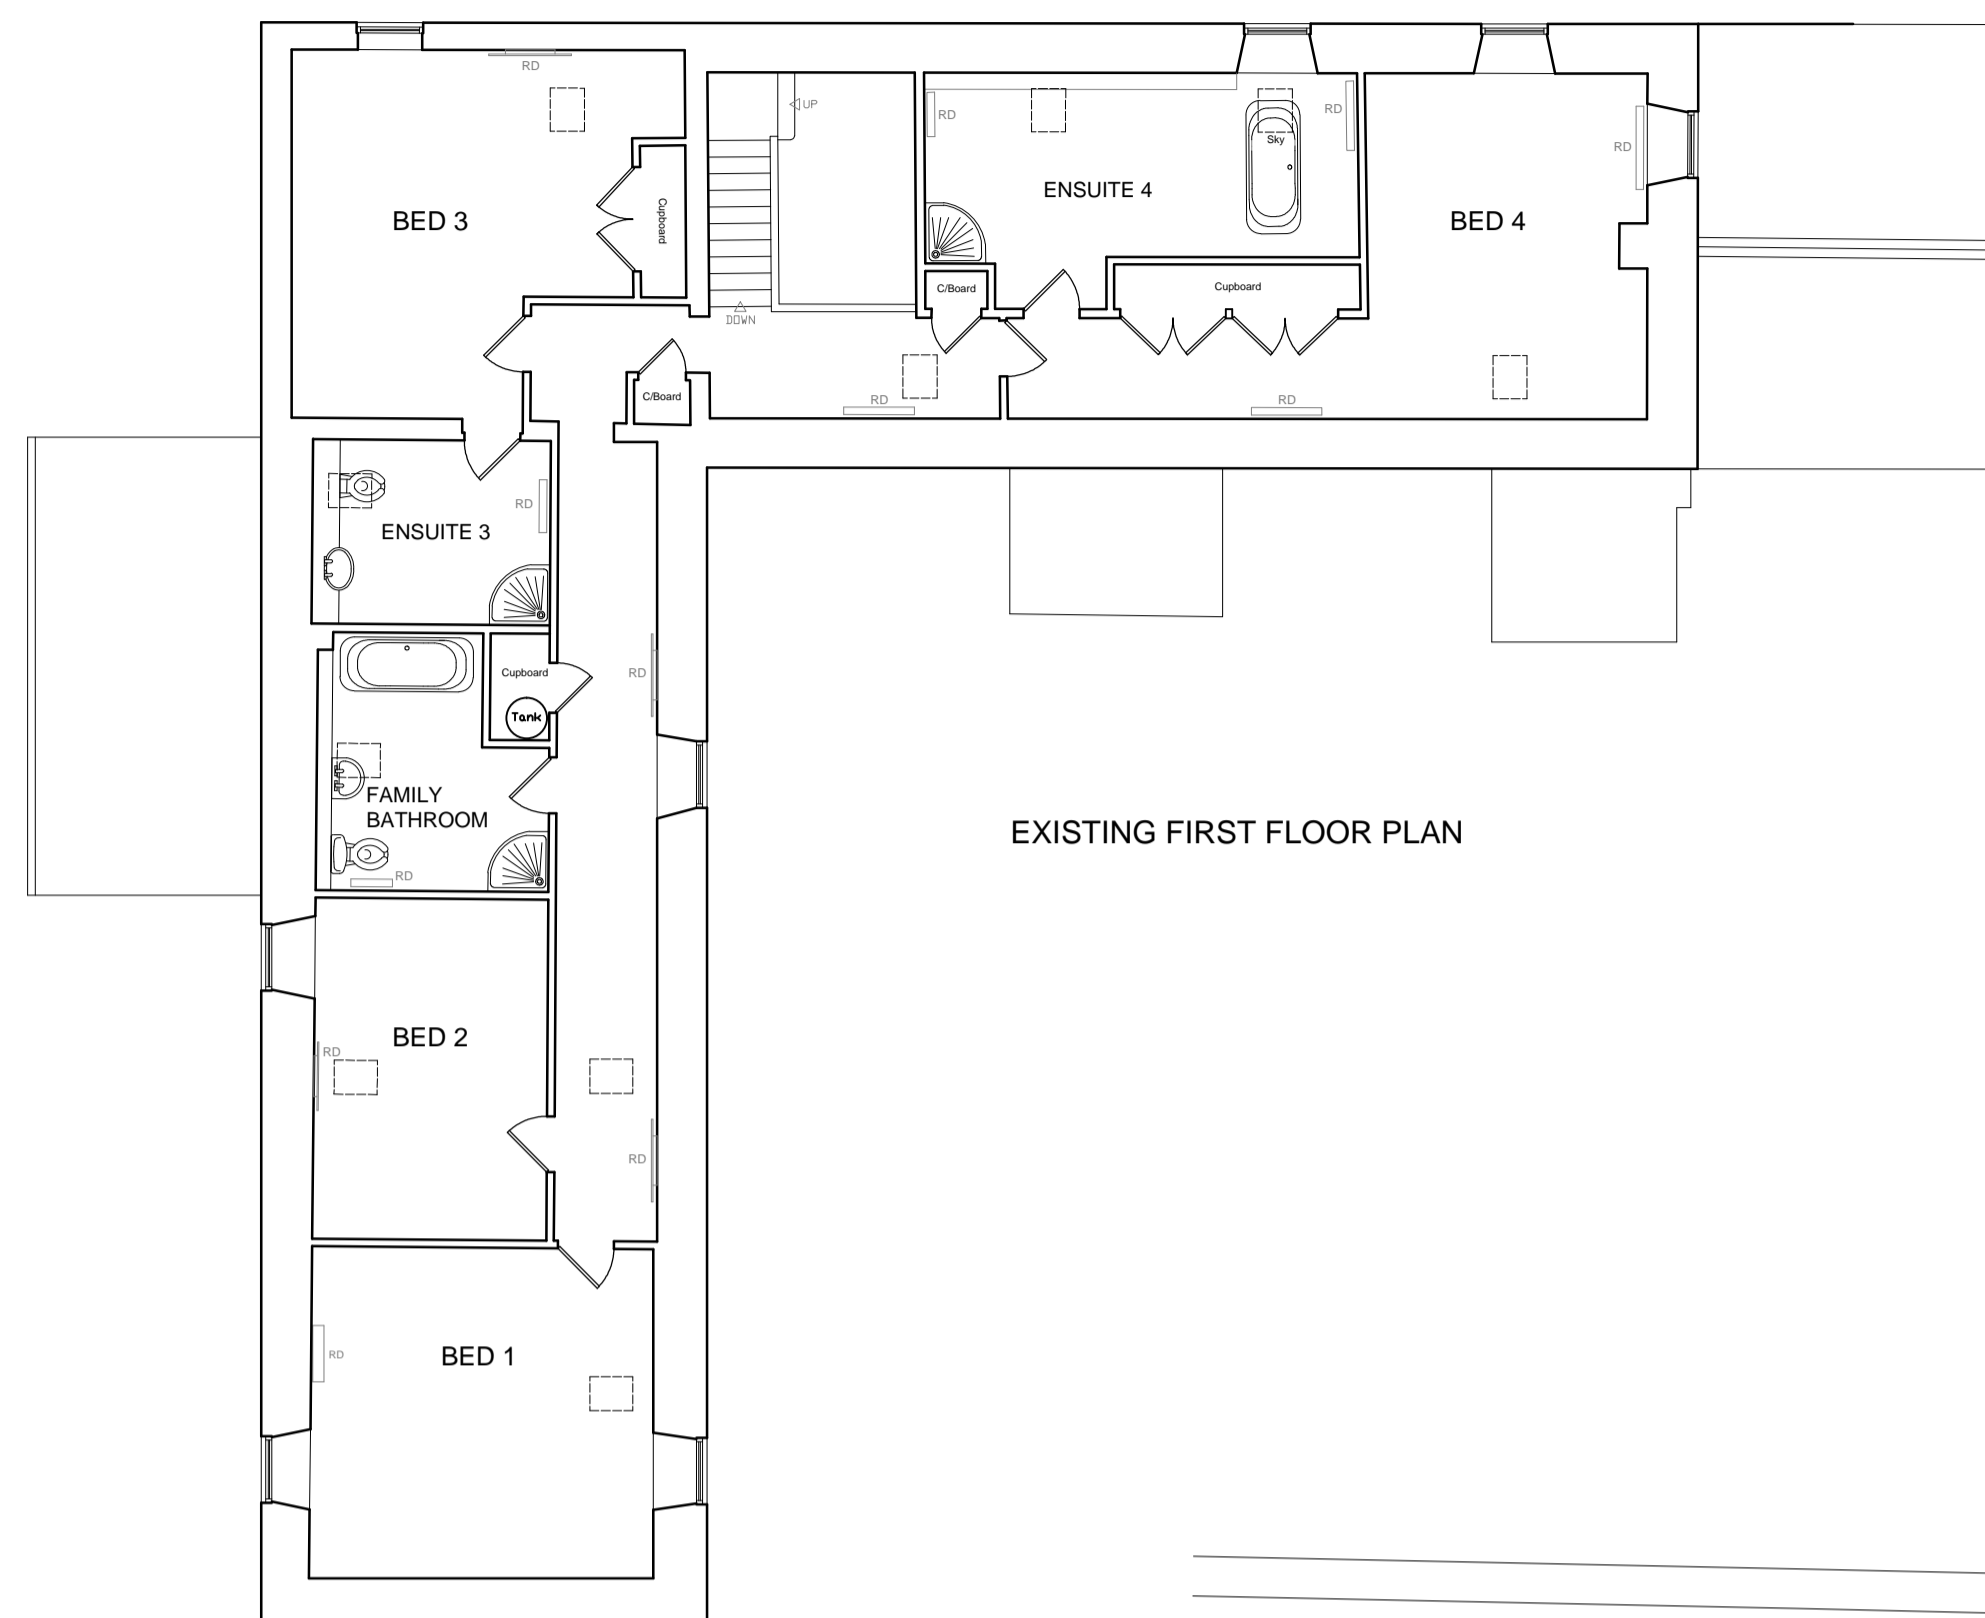 RD
UP
RD
RD
Sky
RD
ENSUITE 4
BED 3
Cupboard
BED 4
C/Board
Cupboard
DOWN
C/Board
RD
RD
RD
ENSUITE 3
Cupboard
RD
Tank
FAMILY
BATHROOM
EXISTING FIRST FLOOR PLAN
RD
BED 2
RD
RD
BED 1
RD